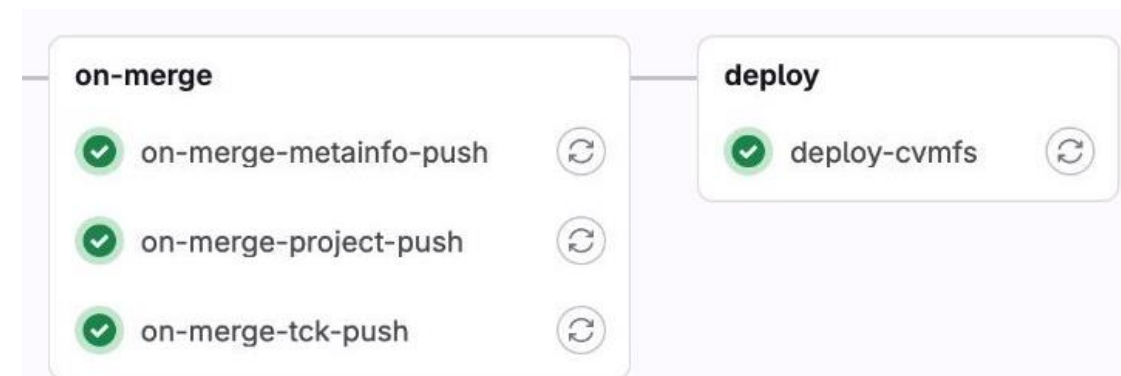 on-merge
on-merge-metainfo-push
on-merge-project-push
on-merge-tck-push
deploy
deploy-cvmfs